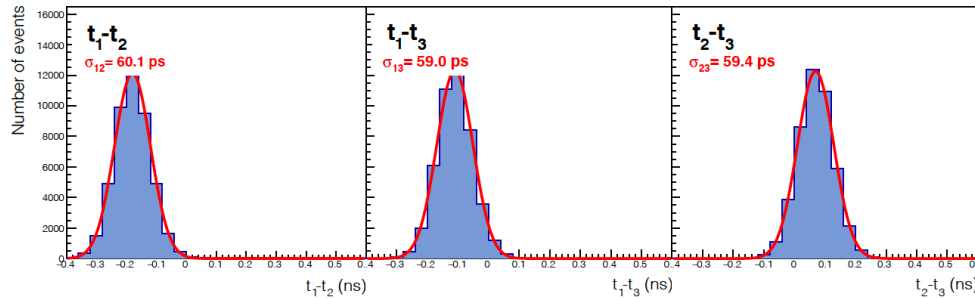 Number of events
16000
14000
12000
10000
8000
6000
4000
2000
0
t₁-t₂
σ₁₂= 60.1 ps
−0.4 −0.3 −0.2 −0.1 0 0.1 0.2 0.3 0.4 0.5 0.6
t₁-t₂ (ns)
t₁-t₃
σ₁₃= 59.0 ps
0.4 −0.3 −0.2 −0.1 0 0.1 0.2 0.3 0.4 0.5 0.6
t₁-t₃ (ns)
t₂-t₃
σ₂₃= 59.4 ps
0.4 −0.3 −0.2 −0.1 0 0.1 0.2 0.3 0.4 0.5 0.6
t₂-t₃ (ns)